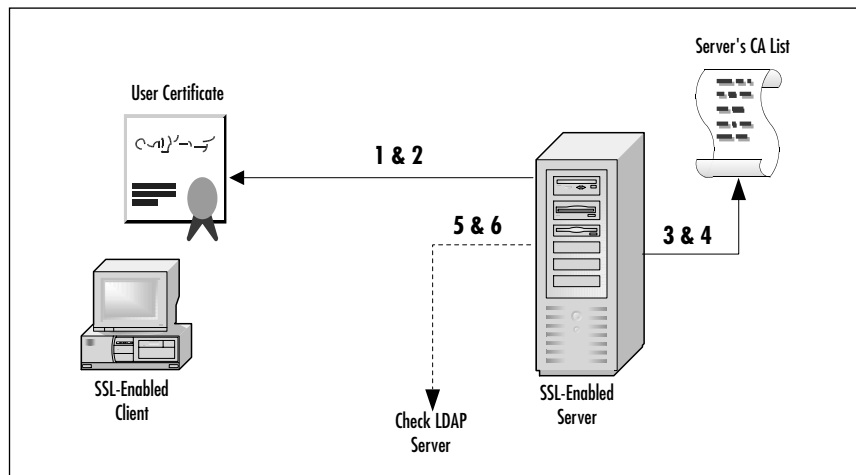 Server's CA List
User Certificate
1 & 2
5 & 6
3 & 4
SSL-Enabled
Client
SSL-Enabled
Server
Check LDAP
Server